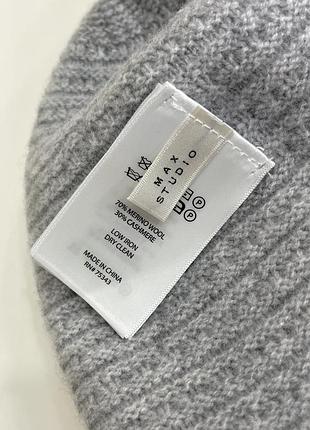 MAX
STUDIO
70% MERINO WOOL
30% CASHMERE
LOW IRON
DRY CLEAN
MADE IN CHINA
RN# 75343
P
P